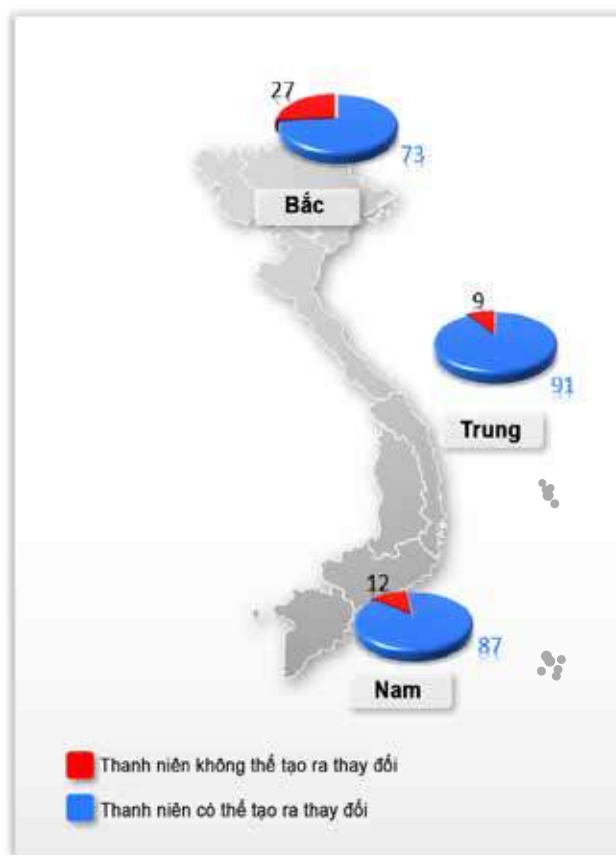 27
73
Bắc
9
91
Trung
12
87
Nam
Thanh niên không thể tạo ra thay đổi
Thanh niên có thể tạo ra thay đổi